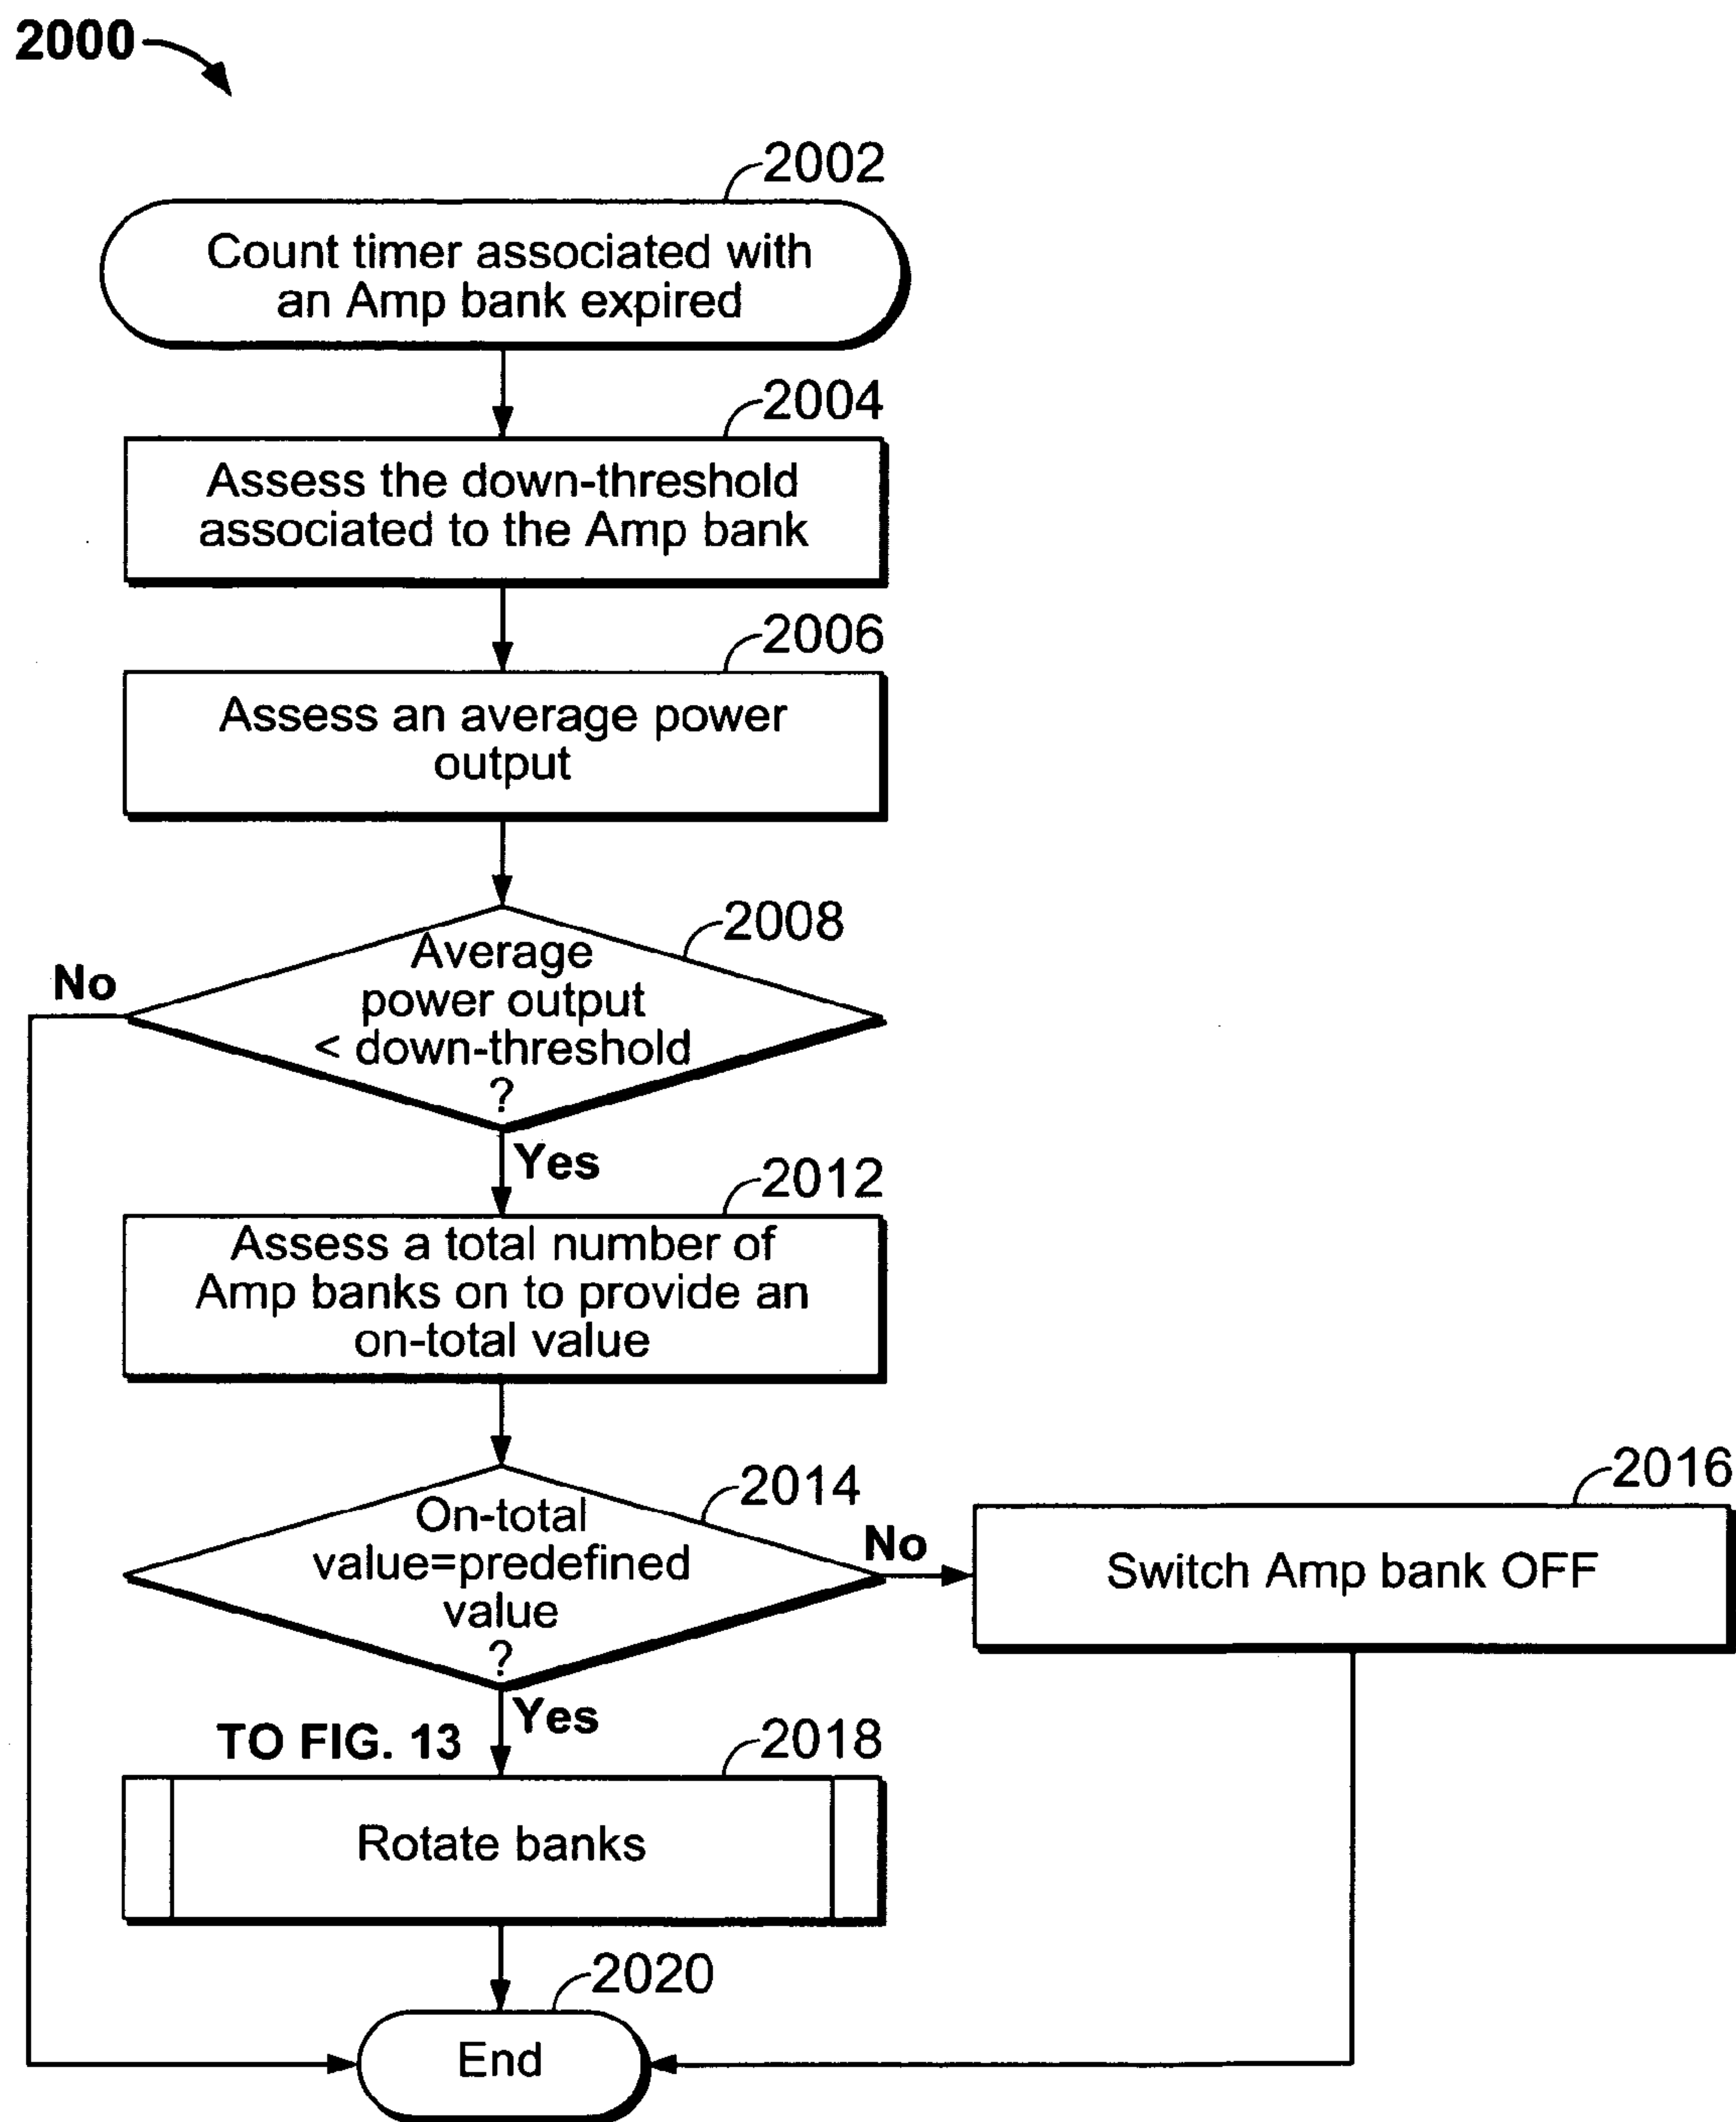 2000
2002
Count timer associated with
an Amp bank expired
2004
Assess the down-threshold
associated to the Amp bank
2006
Assess an average power
output
2008
Average
power output
< down-threshold
?
No
Yes
2012
Assess a total number of
Amp banks on to provide an
on-total value
2014
On-total
value=predefined
value
?
No
2016
Switch Amp bank OFF
Yes
TO FIG. 13
2018
Rotate banks
2020
End